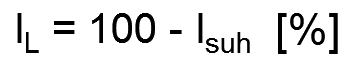 I_L = 100 - I_suh [%]